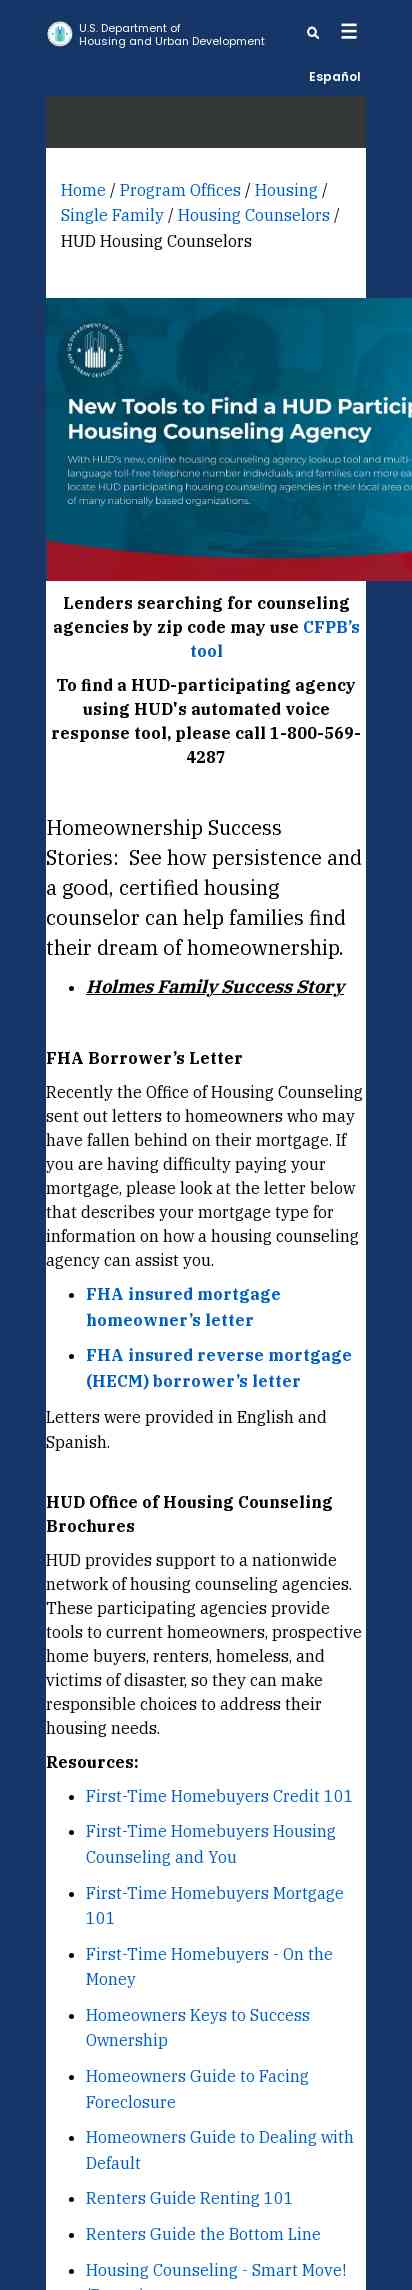 U.S. Department of
Housing and Urban Development
Español
Home / Program Offices / Housing /
Single Family / Housing Counselors /
HUD Housing Counselors
U.S. DEPARTMENT OF HOUSING AND URBAN DEVELOPMENT
New Tools to Find a HUD
Housing Counseling Agency
With HUD's new, online housing counseling agency lookup tool and multi-
language toll-free telephone number individuals and families can more
locate HUD participating housing counseling agencies in their local area
of many nationally based organizations.
Lenders searching for counseling
agencies by zip code may use CFPB’s
tool
To find a HUD-participating agency
using HUD's automated voice
response tool, please call 1-800-569-
4287
Homeownership Success
Stories:  See how persistence and
a good, certified housing
counselor can help families find
their dream of homeownership.
Holmes Family Success Story
FHA Borrower’s Letter
Recently the Office of Housing Counseling
sent out letters to homeowners who may
have fallen behind on their mortgage. If
you are having difficulty paying your
mortgage, please look at the letter below
that describes your mortgage type for
information on how a housing counseling
agency can assist you.
FHA insured mortgage
homeowner’s letter
FHA insured reverse mortgage
(HECM) borrower’s letter
Letters were provided in English and
Spanish.
HUD Office of Housing Counseling
Brochures
HUD provides support to a nationwide
network of housing counseling agencies.
These participating agencies provide
tools to current homeowners, prospective
home buyers, renters, homeless, and
victims of disaster, so they can make
responsible choices to address their
housing needs.
Resources:
First-Time Homebuyers Credit 101
First-Time Homebuyers Housing
Counseling and You
First-Time Homebuyers Mortgage
101
First-Time Homebuyers - On the
Money
Homeowners Keys to Success
Ownership
Homeowners Guide to Facing
Foreclosure
Homeowners Guide to Dealing with
Default
Renters Guide Renting 101
Renters Guide the Bottom Line
Housing Counseling - Smart Move!